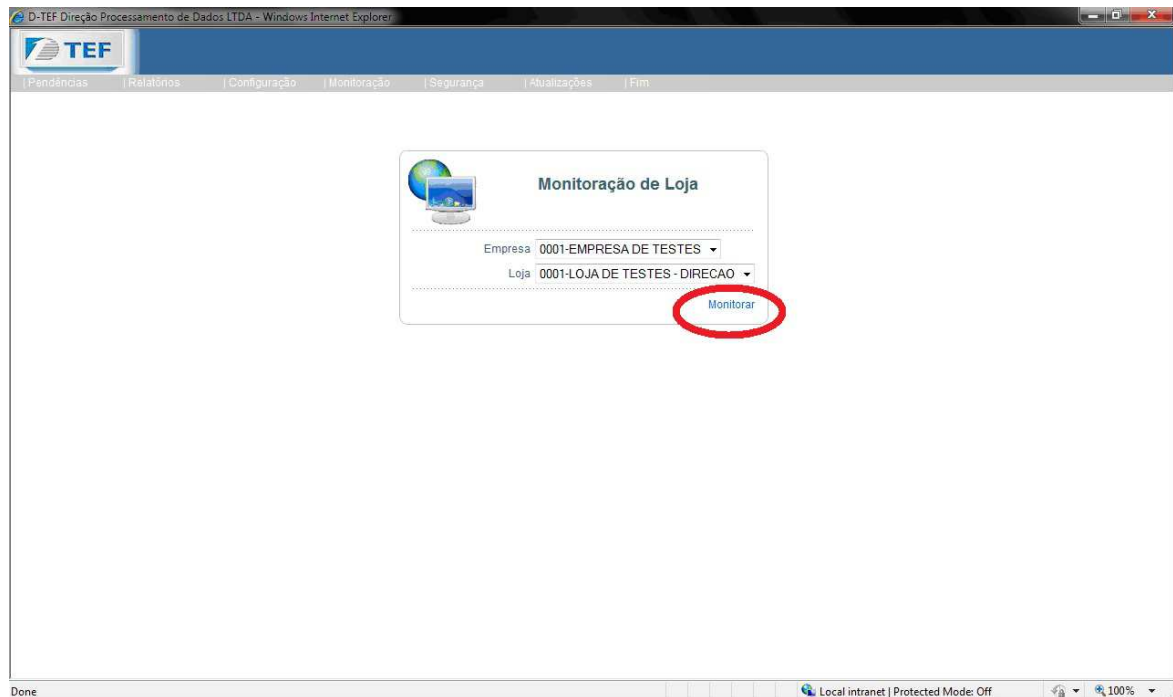 D-TEF Direção Processamento de Dados LTDA - Windows Internet Explorer
TEF
| Pendências | Relatórios | Configuração | Monitoração | Segurança | Atualizações | Fim
Monitoração de Loja
Empresa 0001-EMPRESA DE TESTES
Loja 0001-LOJA DE TESTES - DIRECAO
Monitorar
Done Local intranet | Protected Mode: Off 100%